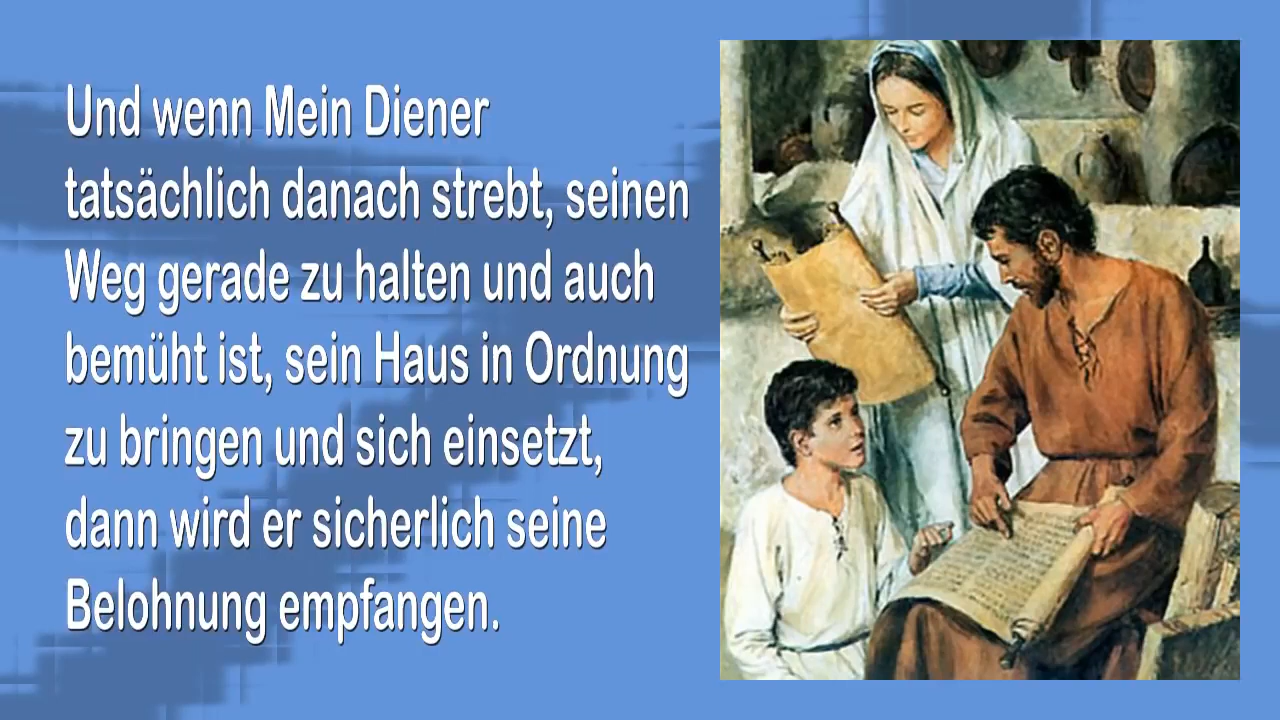 Und wenn Mein Diener
tatsächlich danach strebt, seinen
Weg gerade zu halten und auch
bemüht ist, sein Haus in Ordnung
zu bringen und sich einsetzt,
dann wird er sicherlich seine
Belohnung empfangen.